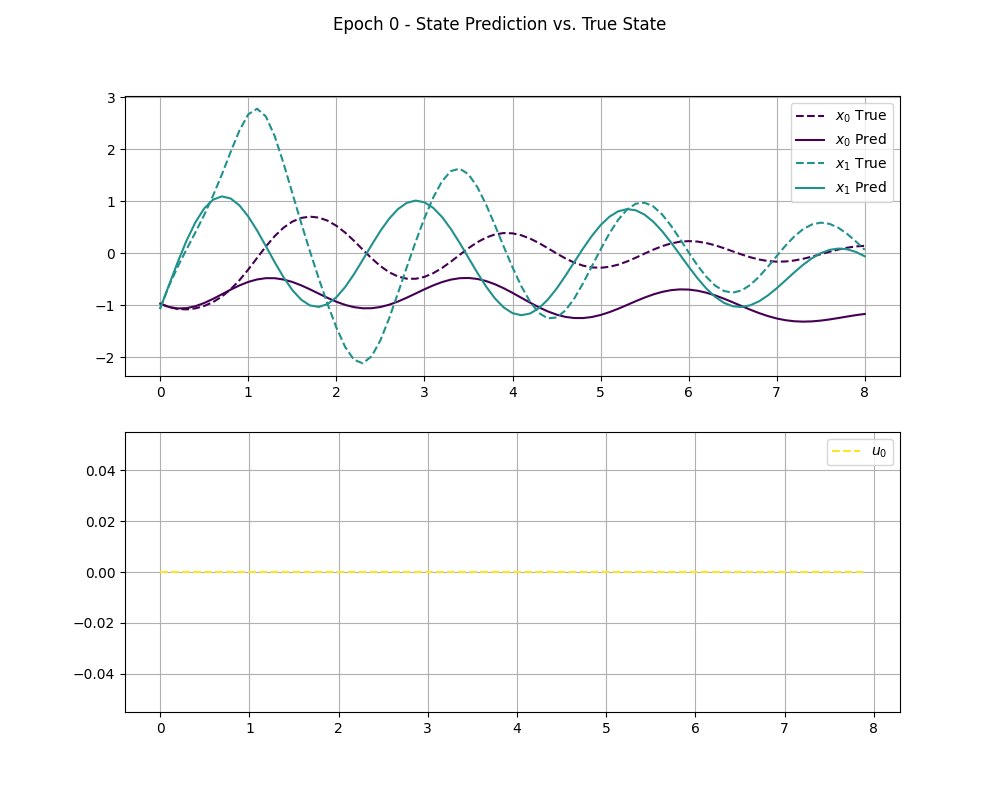 Epoch 0 - State Prediction vs. True State
3
2
1
0
−1
−2
x₀ True
x₀ Pred
x₁ True
x₁ Pred
0 1 2 3 4 5 6 7 8
0.04
0.02
0.00
−0.02
−0.04
u₀
0 1 2 3 4 5 6 7 8